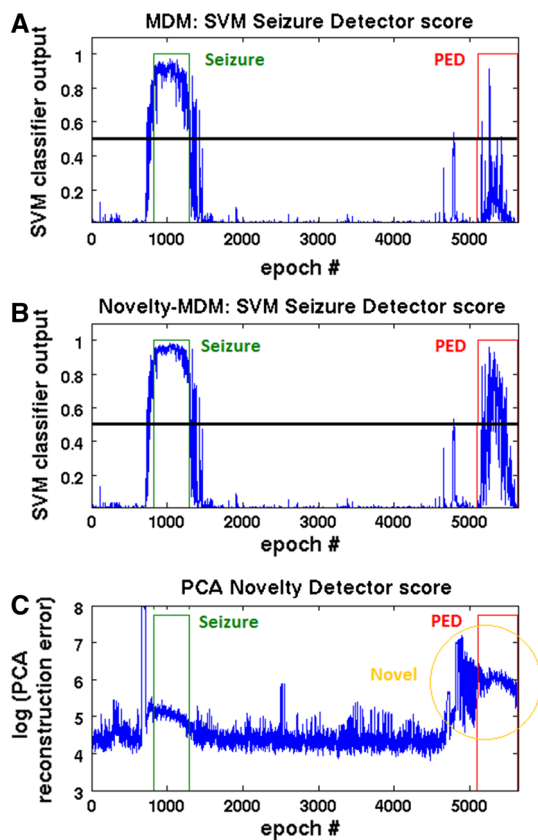 A
MDM: SVM Seizure Detector score
SVM classifier output
1
0.8
0.6
0.4
0.2
Seizure
PED
0 1000 2000 3000 4000 5000
epoch #
B
Novelty-MDM: SVM Seizure Detector score
SVM classifier output
1
0.8
0.6
0.4
0.2
Seizure
PED
0 1000 2000 3000 4000 5000
epoch #
C
PCA Novelty Detector score
log (PCA
reconstruction error)
8
7
6
5
4
3
Seizure
PED
Novel
0 1000 2000 3000 4000 5000
epoch #